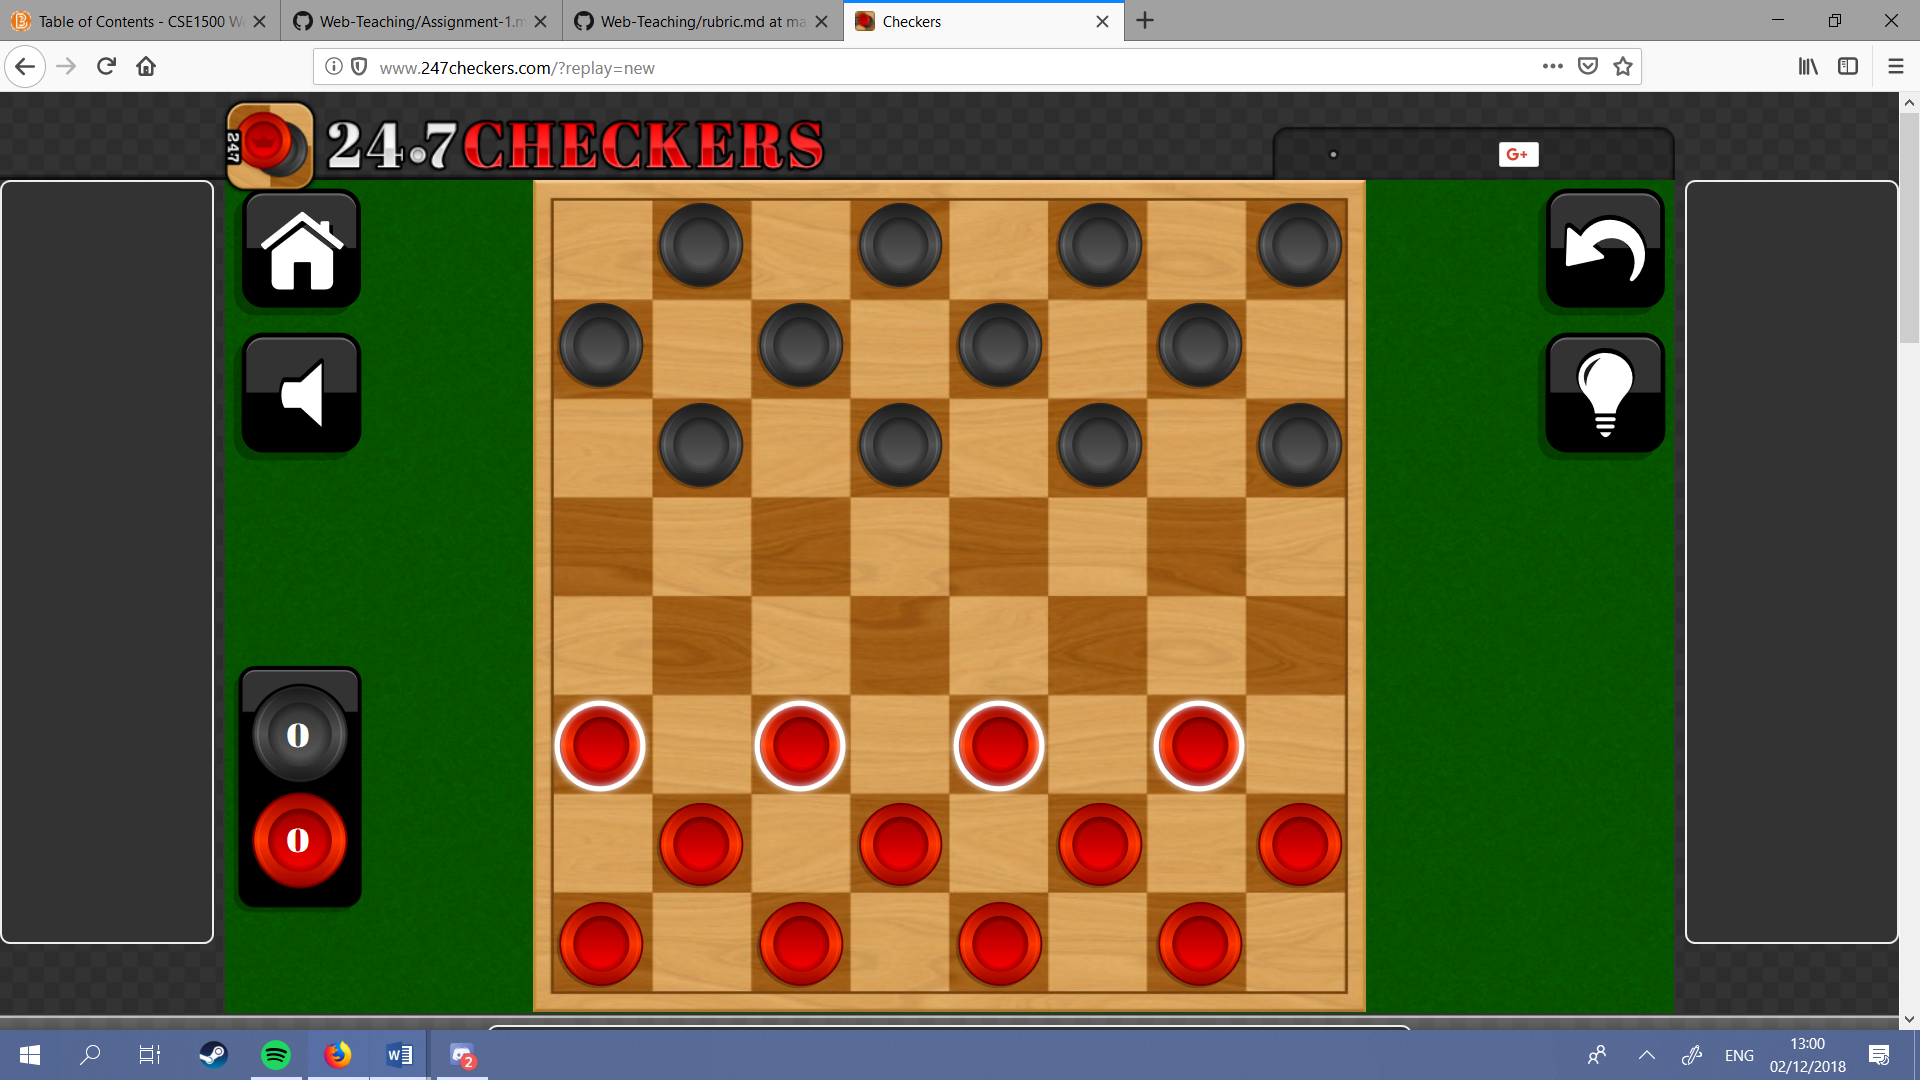 Table of Contents - CSE1500 We
Web-Teaching/Assignment-1.m
Web-Teaching/rubric.md at ma
Checkers
www.247checkers.com/?replay=new
247
24·7CHECKERS
G+
0
0
2
ENG
13:00
02/12/2018